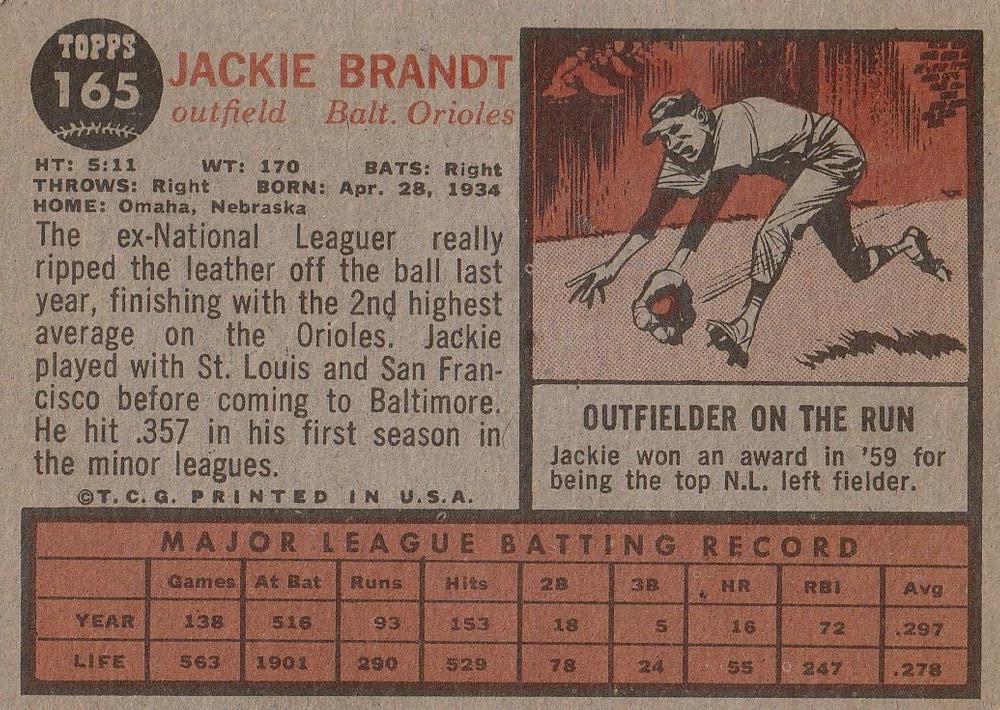 TOPPS
165
JACKIE BRANDT
outfield Balt. Orioles
HT: 5:11 WT: 170 BATS: Right
THROWS: Right BORN: Apr. 28, 1934
HOME: Omaha, Nebraska
The ex-National Leaguer really
ripped the leather off the ball last
year, finishing with the 2nd highest
average on the Orioles. Jackie
played with St. Louis and San Fran-
cisco before coming to Baltimore.
He hit .357 in his first season in
the minor leagues.
©T.C.G. PRINTED IN U.S.A.
OUTFIELDER ON THE RUN
Jackie won an award in '59 for
being the top N.L. left fielder.
MAJOR LEAGUE BATTING RECORD
Games At Bat Runs Hits 2B 3B HR RBI Avg
YEAR 138 516 93 153 18 5 16 72 .297
LIFE 563 1901 290 529 78 24 55 247 .278